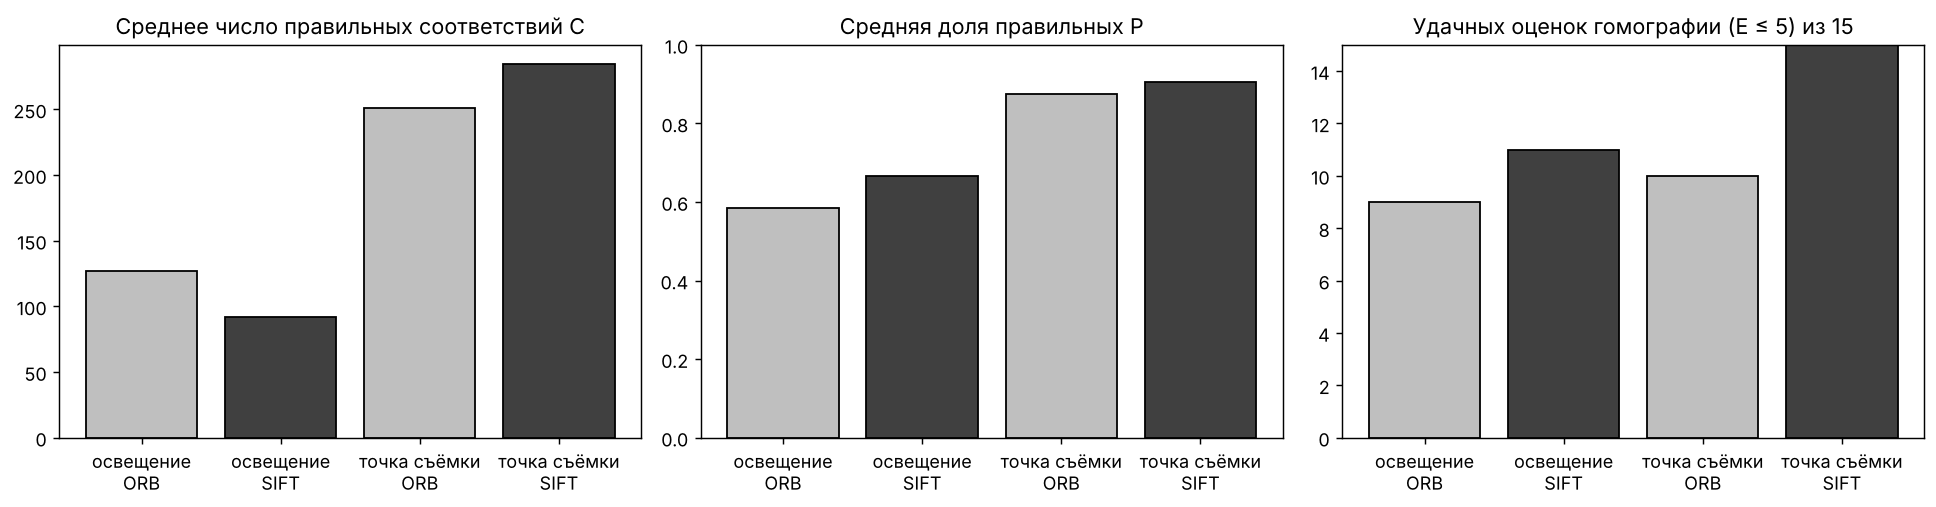 Среднее число правильных соответствий C
250
200
150
100
50
0
освещение
ORB
освещение
SIFT
точка съёмки
ORB
точка съёмки
SIFT
Средняя доля правильных P
1.0
0.8
0.6
0.4
0.2
0.0
освещение
ORB
освещение
SIFT
точка съёмки
ORB
точка съёмки
SIFT
Удачных оценок гомографии (E ≤ 5) из 15
14
12
10
8
6
4
2
0
освещение
ORB
освещение
SIFT
точка съёмки
ORB
точка съёмки
SIFT